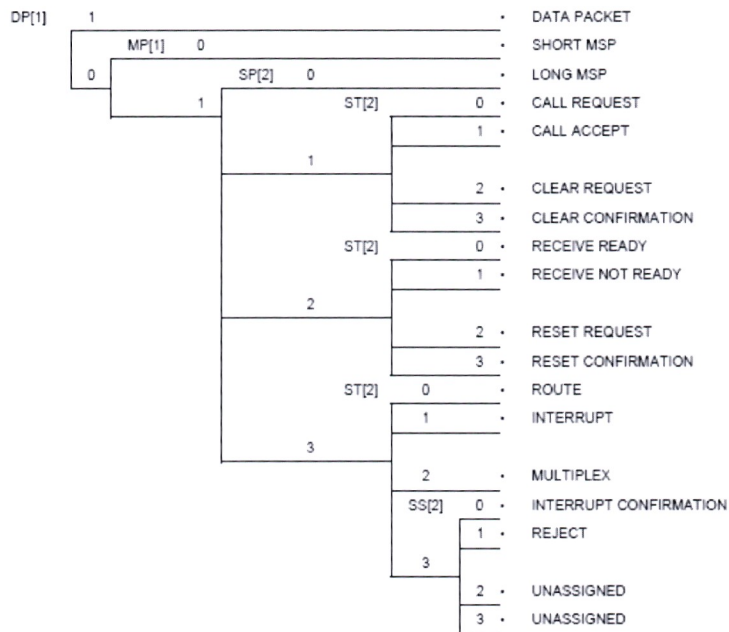 DP[1] 1 · DATA PACKET
MP[1] 0 · SHORT MSP
0 SP[2] 0 · LONG MSP
1 ST[2] 0 · CALL REQUEST
1 · CALL ACCEPT
1
2 · CLEAR REQUEST
3 · CLEAR CONFIRMATION
ST[2] 0 · RECEIVE READY
1 · RECEIVE NOT READY
2
2 · RESET REQUEST
3 · RESET CONFIRMATION
ST[2] 0 · ROUTE
1 · INTERRUPT
3
2 · MULTIPLEX
SS[2] 0 · INTERRUPT CONFIRMATION
1 · REJECT
3
2 · UNASSIGNED
3 · UNASSIGNED